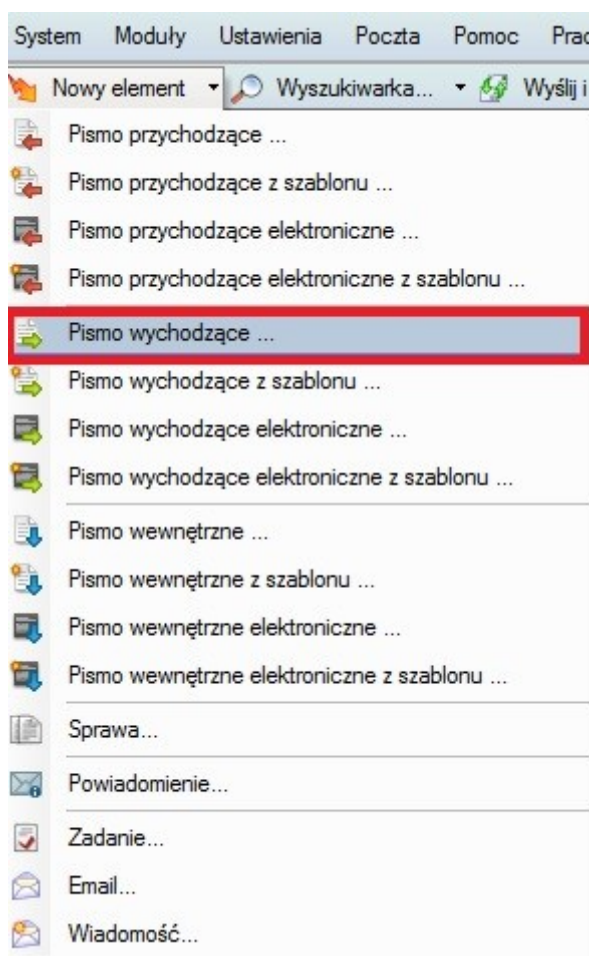 System Moduły Ustawienia Poczta Pomoc
Nowy element Wyszukiwarka... Wyślij i
Pismo przychodzące ...
Pismo przychodzące z szablonu ...
Pismo przychodzące elektroniczne ...
Pismo przychodzące elektroniczne z szablonu ...
Pismo wychodzące ...
Pismo wychodzące z szablonu ...
Pismo wychodzące elektroniczne ...
Pismo wychodzące elektroniczne z szablonu ...
Pismo wewnętrzne ...
Pismo wewnętrzne z szablonu ...
Pismo wewnętrzne elektroniczne ...
Pismo wewnętrzne elektroniczne z szablonu ...
Sprawa...
Powiadomienie...
Zadanie...
Email...
Wiadomość...